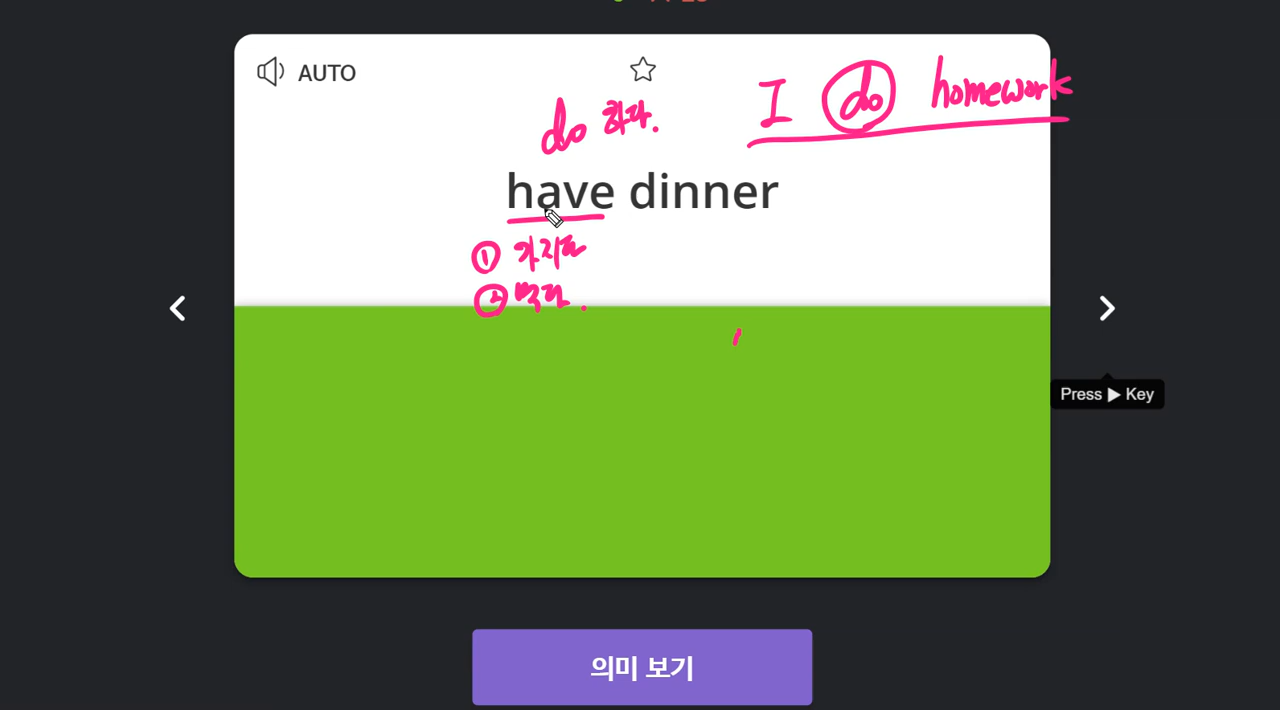 AUTO
I do homework
do 하다.
have dinner
① 가지다
② 먹다.
Press ▶ Key
의미 보기